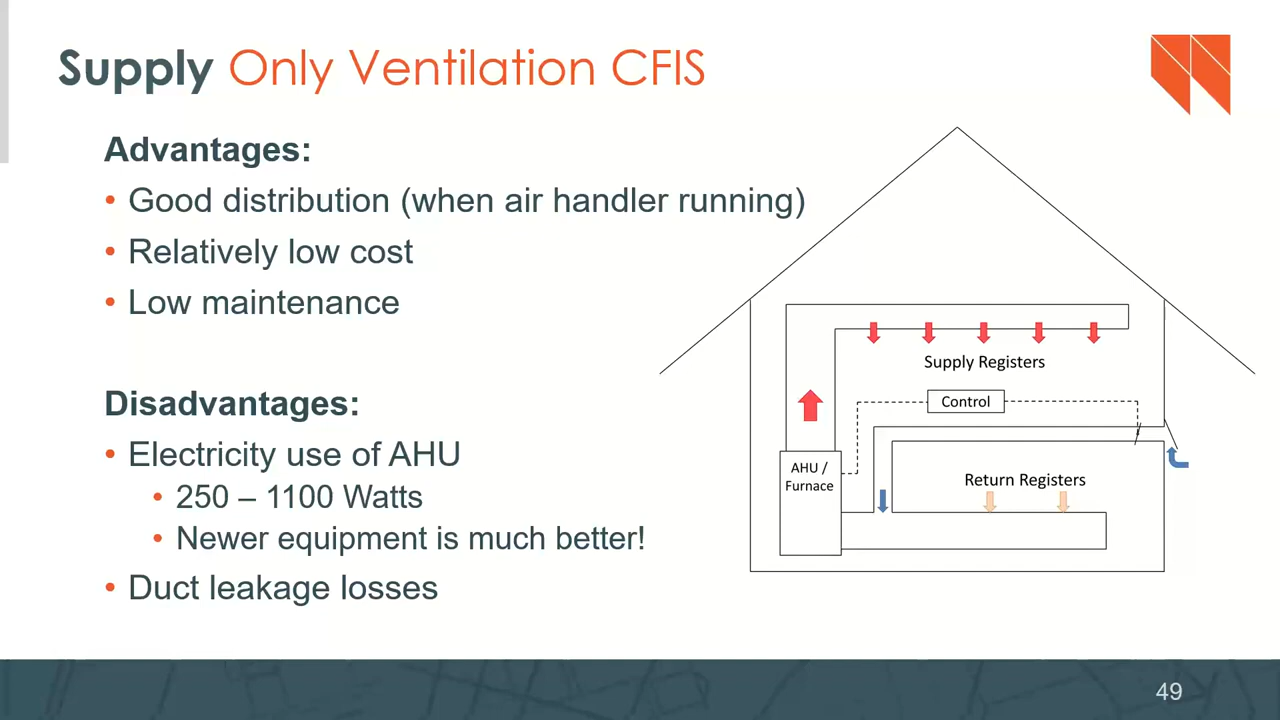 Supply Only Ventilation CFIS
Advantages:
• Good distribution (when air handler running)
• Relatively low cost
• Low maintenance
Disadvantages:
• Electricity use of AHU
• 250 – 1100 Watts
• Newer equipment is much better!
• Duct leakage losses
Supply Registers
Control
AHU /
Furnace
Return Registers
49